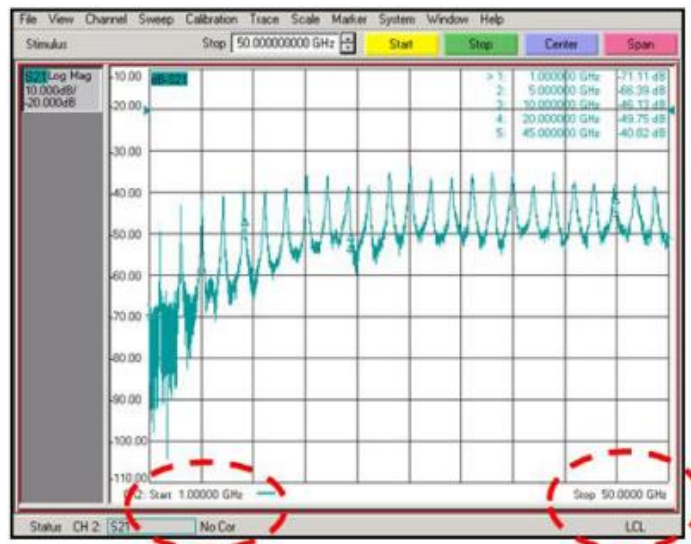 File View Channel Sweep Calibration Trace Scale Marker System Window Help
Stimulus Stop 50.000000000 GHz Start Stop Center Span
S21 Log Mag
10.000dB/
-20.000dB
-10.00 dB-S21
-20.00
-30.00
-40.00
-50.00
-60.00
-70.00
-80.00
-90.00
-100.00
-110.00
> 1: 1.000000 GHz -71.11 dB
2: 5.000000 GHz -66.39 dB
3: 10.000000 GHz -46.13 dB
4: 20.000000 GHz -49.75 dB
5: 45.000000 GHz -40.82 dB
CH2: Start 1.00000 GHz Stop 50.0000 GHz
Status CH 2: S21 No Cor LCL